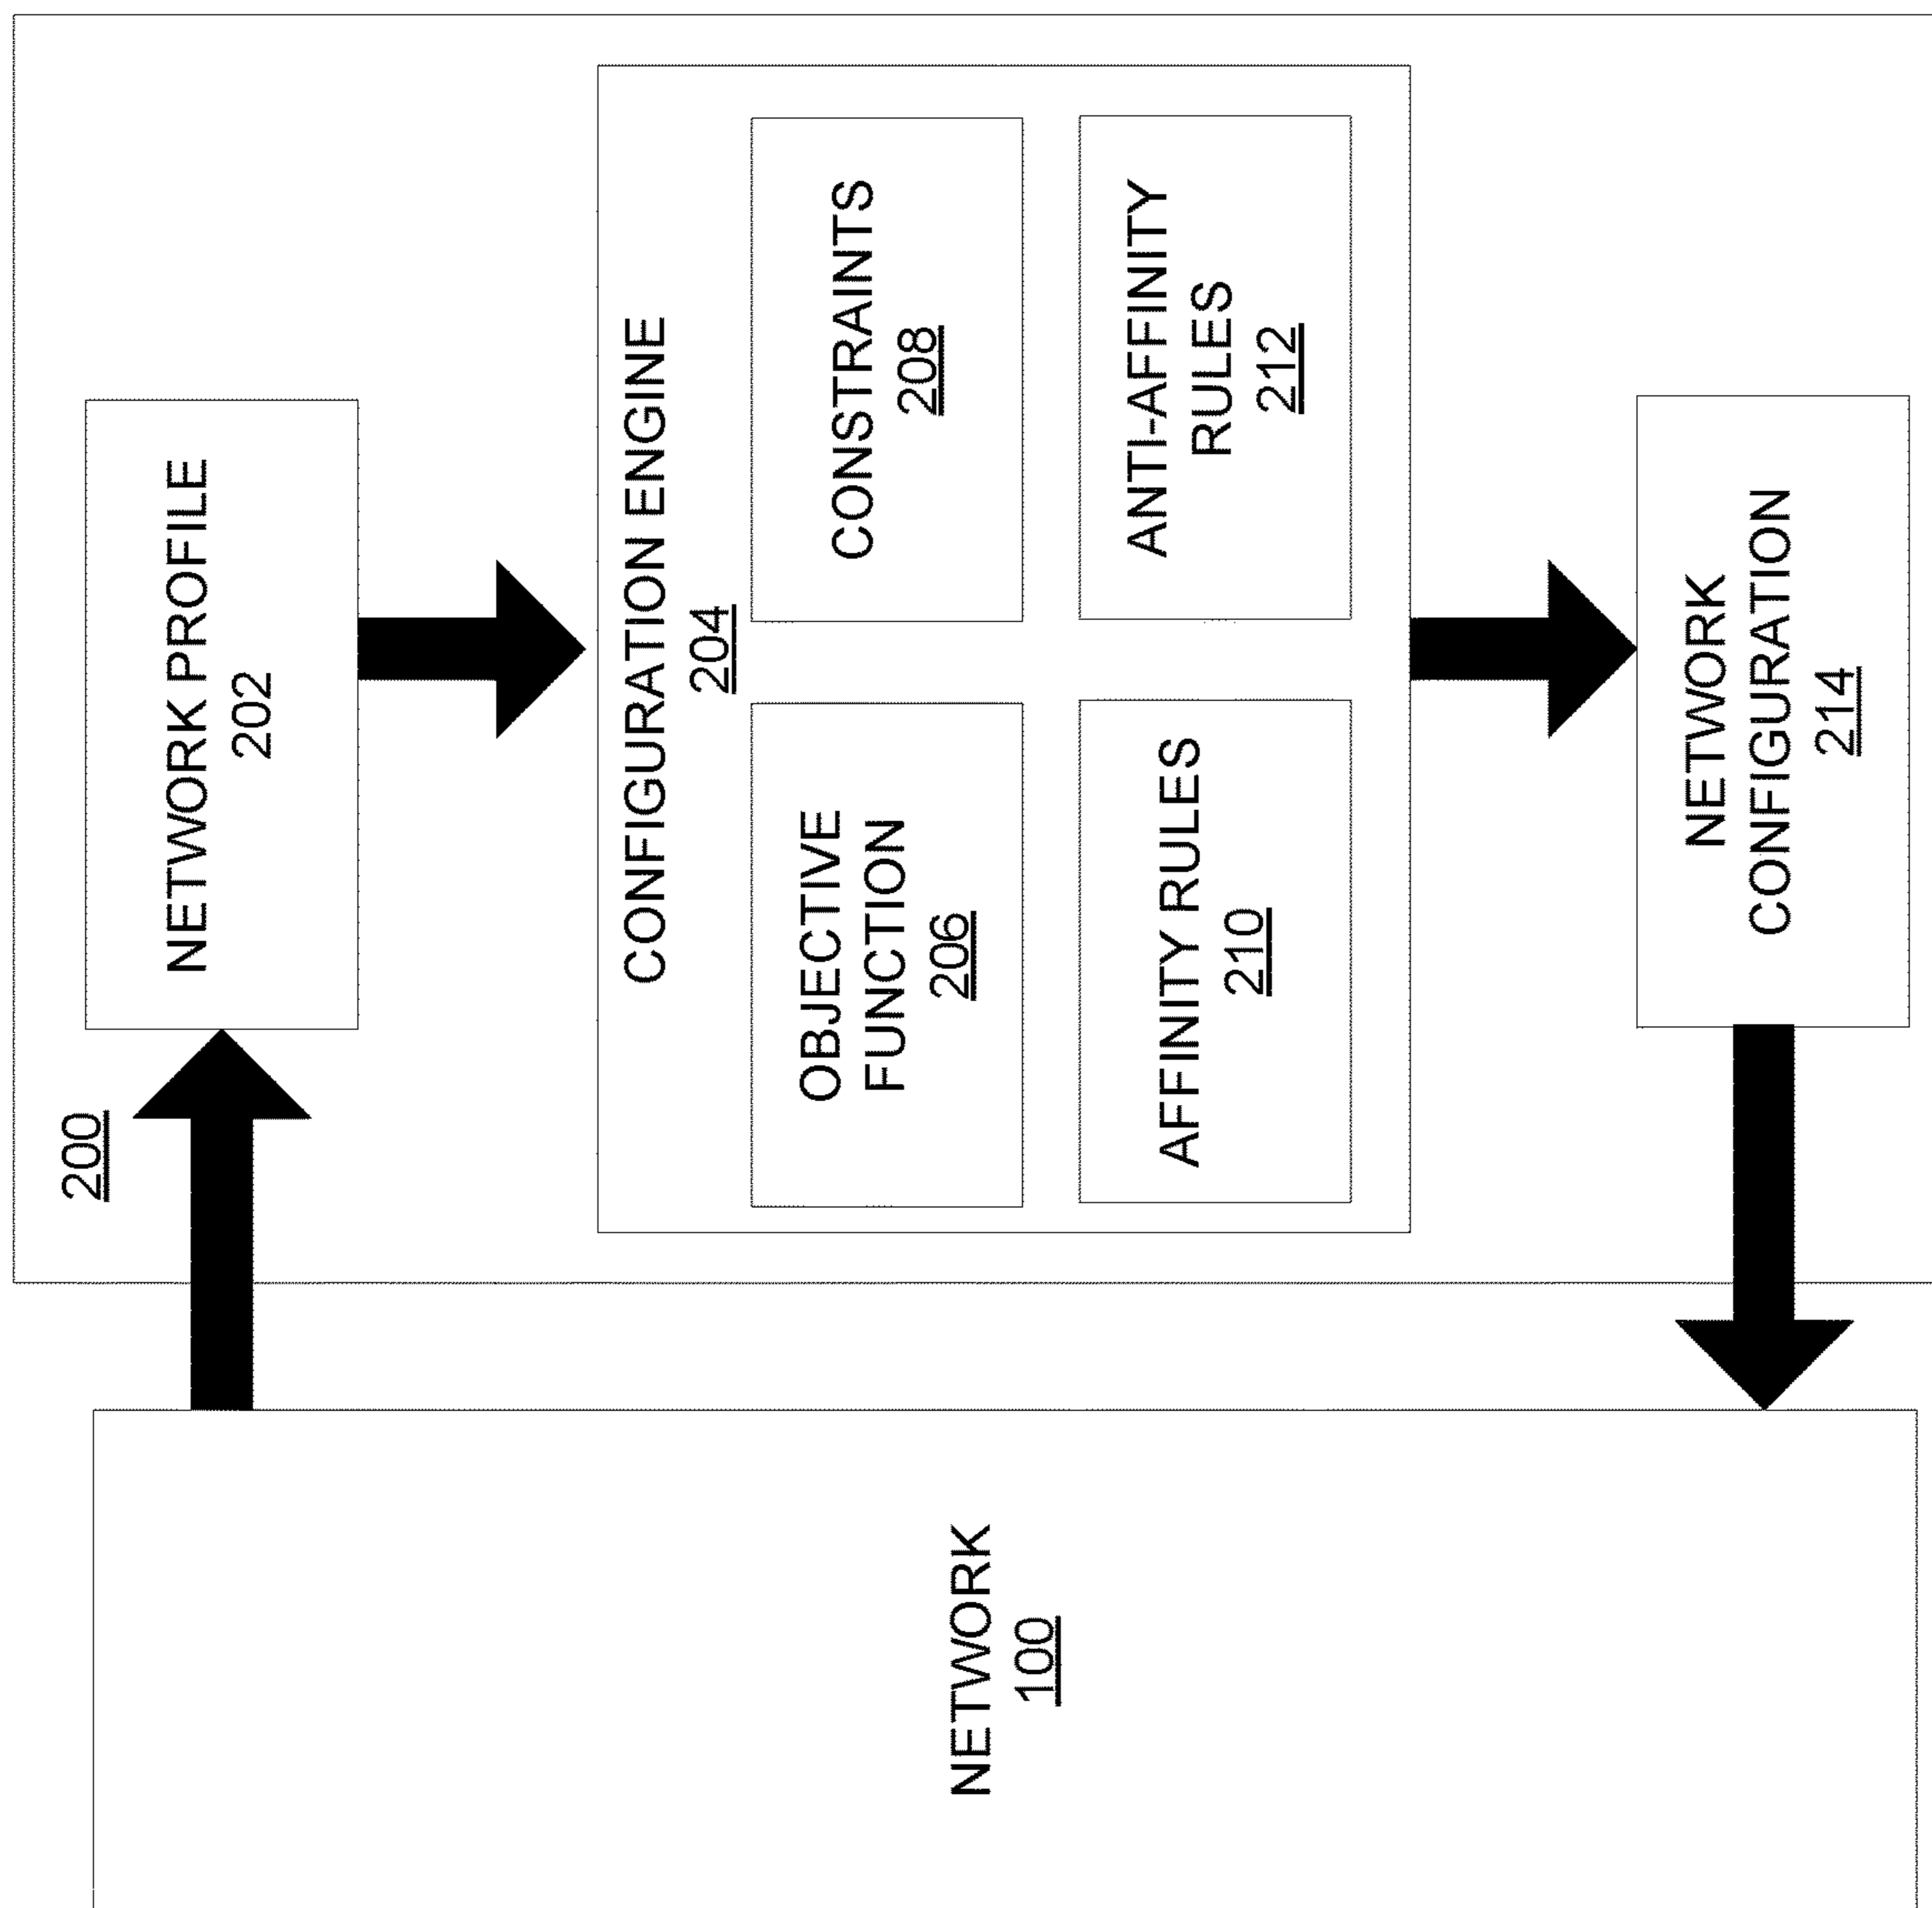 200
NETWORK PROFILE
202
CONFIGURATION ENGINE
204
OBJECTIVE
FUNCTION
206
CONSTRAINTS
208
AFFINITY RULES
210
ANTI-AFFINITY
RULES
212
NETWORK
CONFIGURATION
214
NETWORK
100